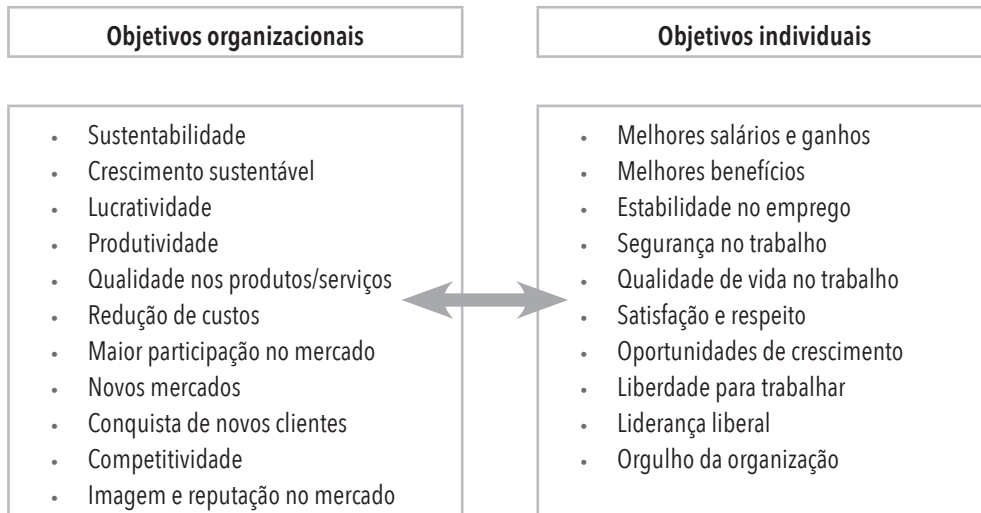 Objetivos organizacionais
• Sustentabilidade
• Crescimento sustentável
• Lucratividade
• Produtividade
• Qualidade nos produtos/serviços
• Redução de custos
• Maior participação no mercado
• Novos mercados
• Conquista de novos clientes
• Competitividade
• Imagem e reputação no mercado
Objetivos individuais
• Melhores salários e ganhos
• Melhores benefícios
• Estabilidade no emprego
• Segurança no trabalho
• Qualidade de vida no trabalho
• Satisfação e respeito
• Oportunidades de crescimento
• Liberdade para trabalhar
• Liderança liberal
• Orgulho da organização